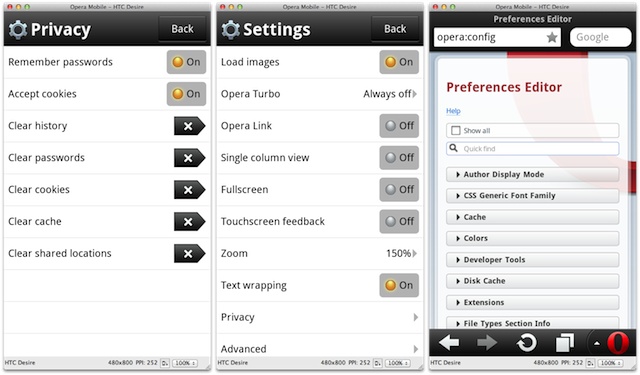 Opera Mobile – HTC Desire
Privacy
Back
Remember passwords
On
Accept cookies
On
Clear history
Clear passwords
Clear cookies
Clear cache
Clear shared locations
HTC Desire
480x800 PPI: 252
100%
Opera Mobile – HTC Desire
Settings
Back
Load images
On
Opera Turbo
Always off
Opera Link
Off
Single column view
Off
Fullscreen
Off
Touchscreen feedback
Off
Zoom
150%
Text wrapping
On
Privacy
Advanced
HTC Desire
480x800 PPI: 252
100%
Opera Mobile – HTC Desire
Preferences Editor
opera:config
Google
Preferences Editor
Help
Show all
Quick find
Author Display Mode
CSS Generic Font Family
Cache
Colors
Developer Tools
Disk Cache
Extensions
File Types Section Info
HTC Desire
480x800 PPI: 252
100%